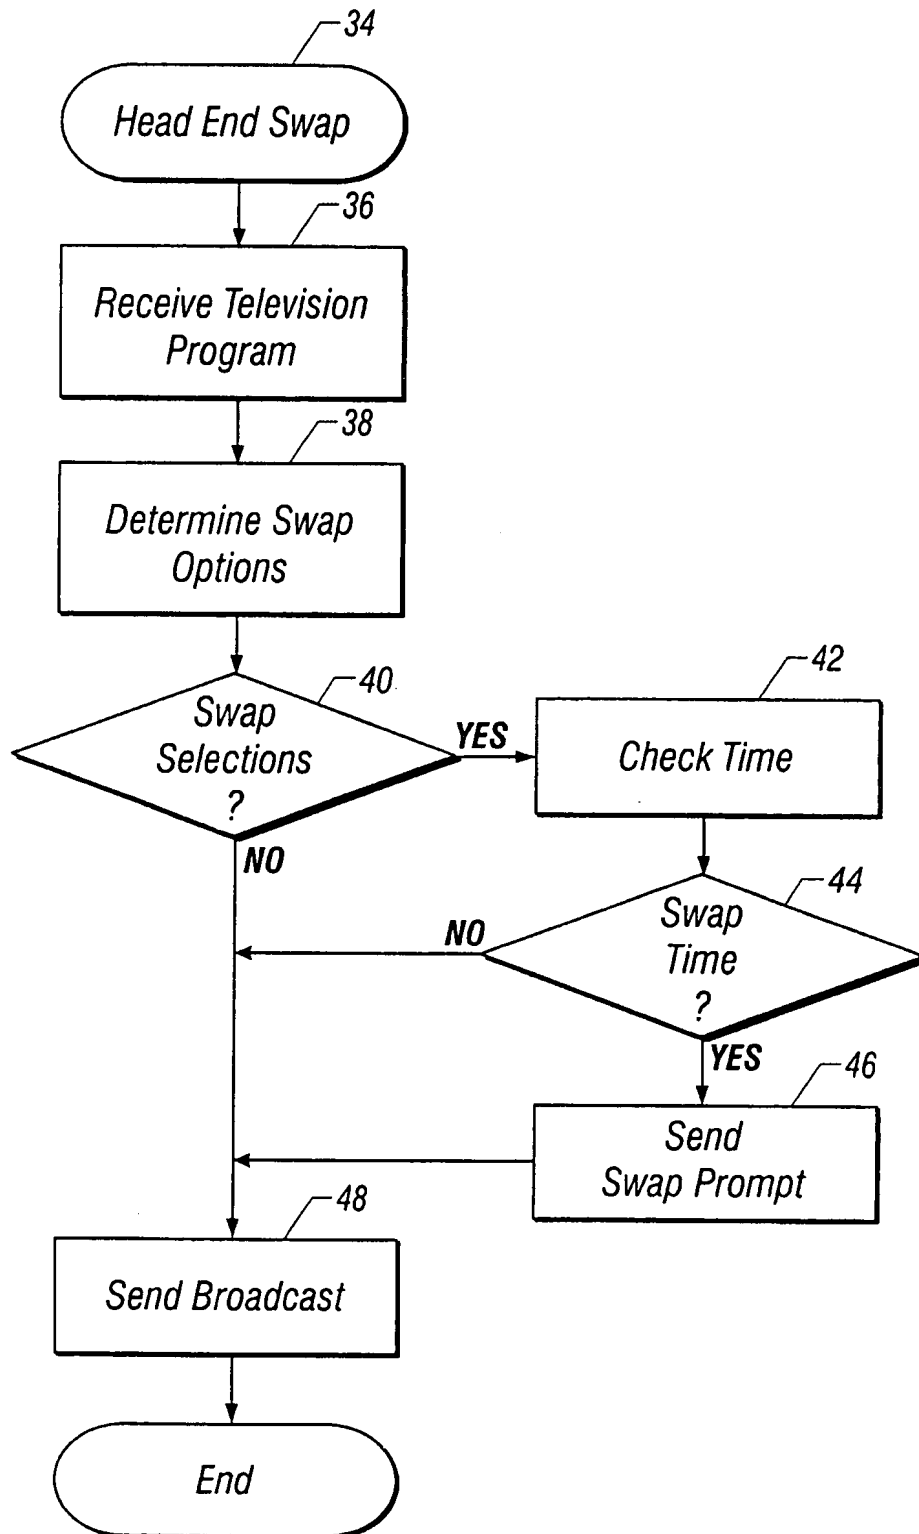 34
Head End Swap
36
Receive Television
Program
38
Determine Swap
Options
40
Swap
Selections
?
YES
NO
42
Check Time
44
Swap
Time
?
NO
YES
46
Send
Swap Prompt
48
Send Broadcast
End